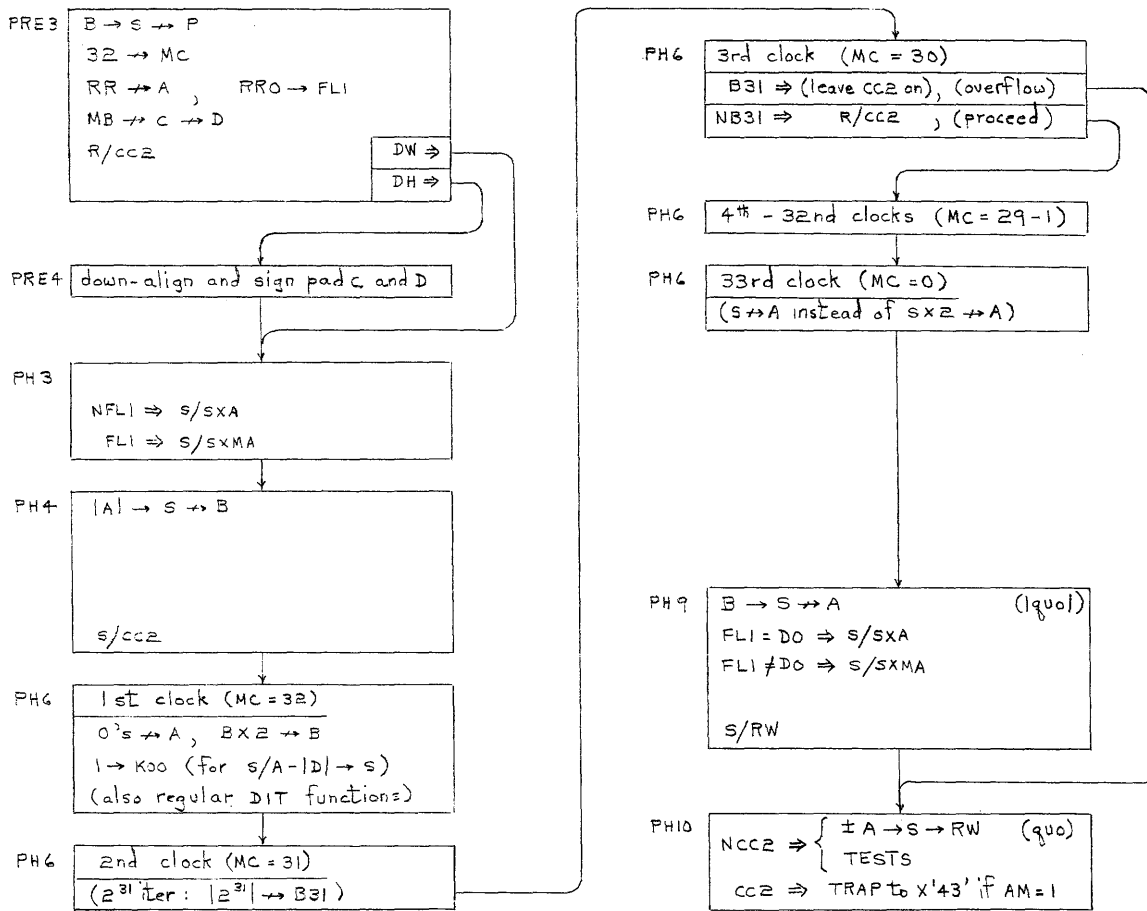 PRE3
B → S ↛ P
32 ↛ MC
RR ↛ A , RR0 → FL1
MB ↛ C → D
R/CC2
DW ⇒
DH ⇒
PRE4
down-align and sign pad C and D
PH3
NFL1 ⇒ S/SXA
FL1 ⇒ S/SXMA
PH4
|A| → S ↛ B
S/CC2
PH6
1st clock (MC = 32)
0's ↛ A , BX2 ↛ B
1 → K00 (for S/A-|D| → S)
(also regular DIT functions)
PH6
2nd clock (MC = 31)
(2³¹ iter: |2³¹| ↛ B31)
PH6
3rd clock (MC = 30)
B31 ⇒ (leave CC2 on), (overflow)
NB31 ⇒ R/CC2 , (proceed)
PH6
4th - 32nd clocks (MC = 29-1)
PH6
33rd clock (MC = 0)
(S ↛ A instead of SX2 ↛ A)
PH9
B → S ↛ A (|quo|)
FL1 = D0 ⇒ S/SXA
FL1 ≠ D0 ⇒ S/SXMA
S/RW
PH10
NCC2 ⇒ { ± A → S → RW (quo)
TESTS
CC2 ⇒ TRAP to X'43' if AM = 1